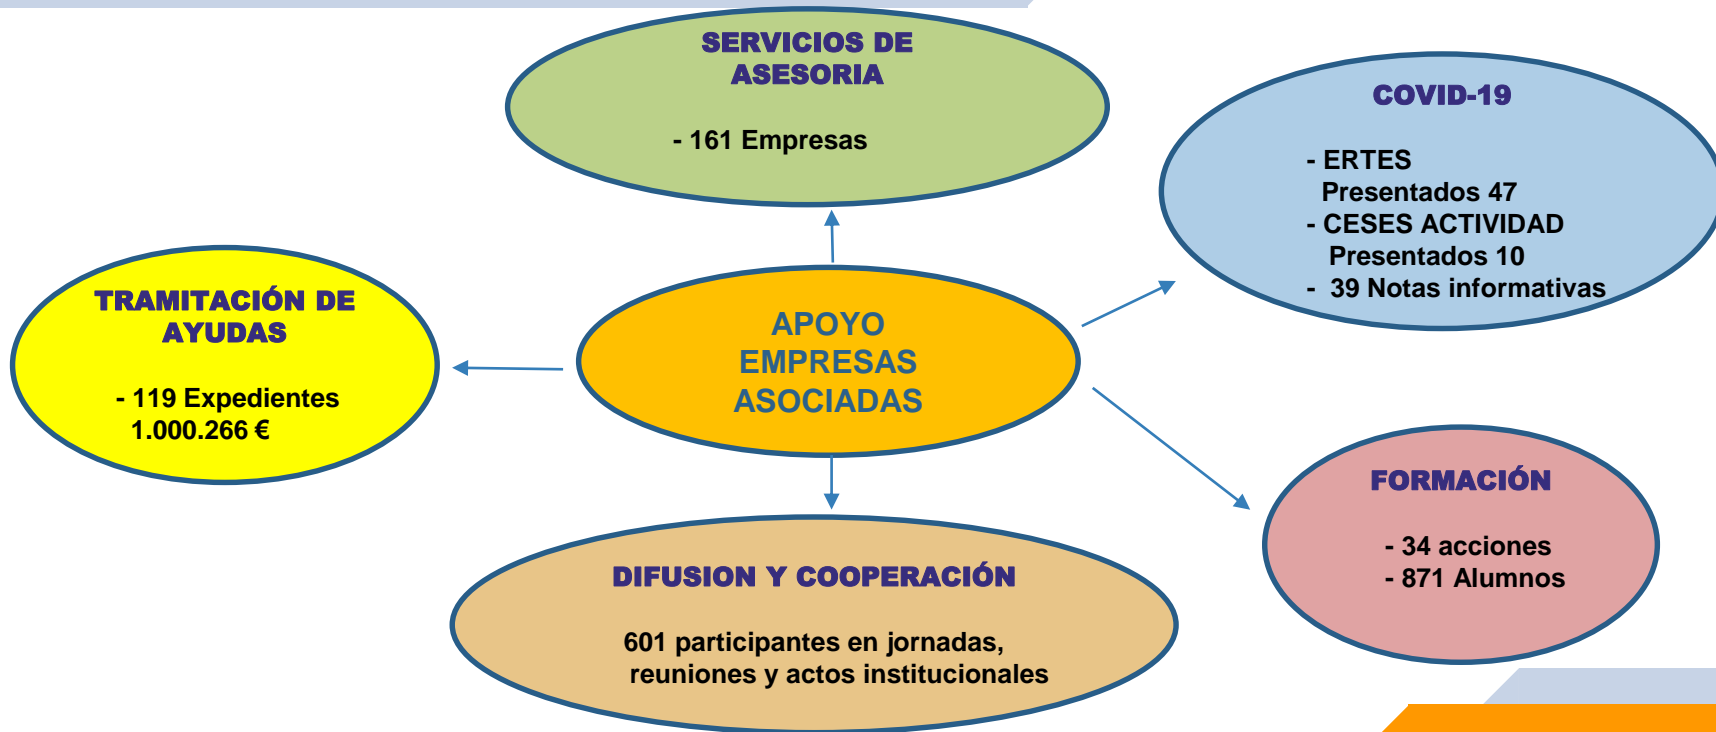 SERVICIOS DE
ASESORIA
- 161 Empresas
COVID-19
- ERTES
Presentados 47
- CESES ACTIVIDAD
Presentados 10
- 39 Notas informativas
TRAMITACIÓN DE
AYUDAS
- 119 Expedientes
1.000.266 €
APOYO
EMPRESAS
ASOCIADAS
FORMACIÓN
- 34 acciones
- 871 Alumnos
DIFUSION Y COOPERACIÓN
601 participantes en jornadas,
reuniones y actos institucionales